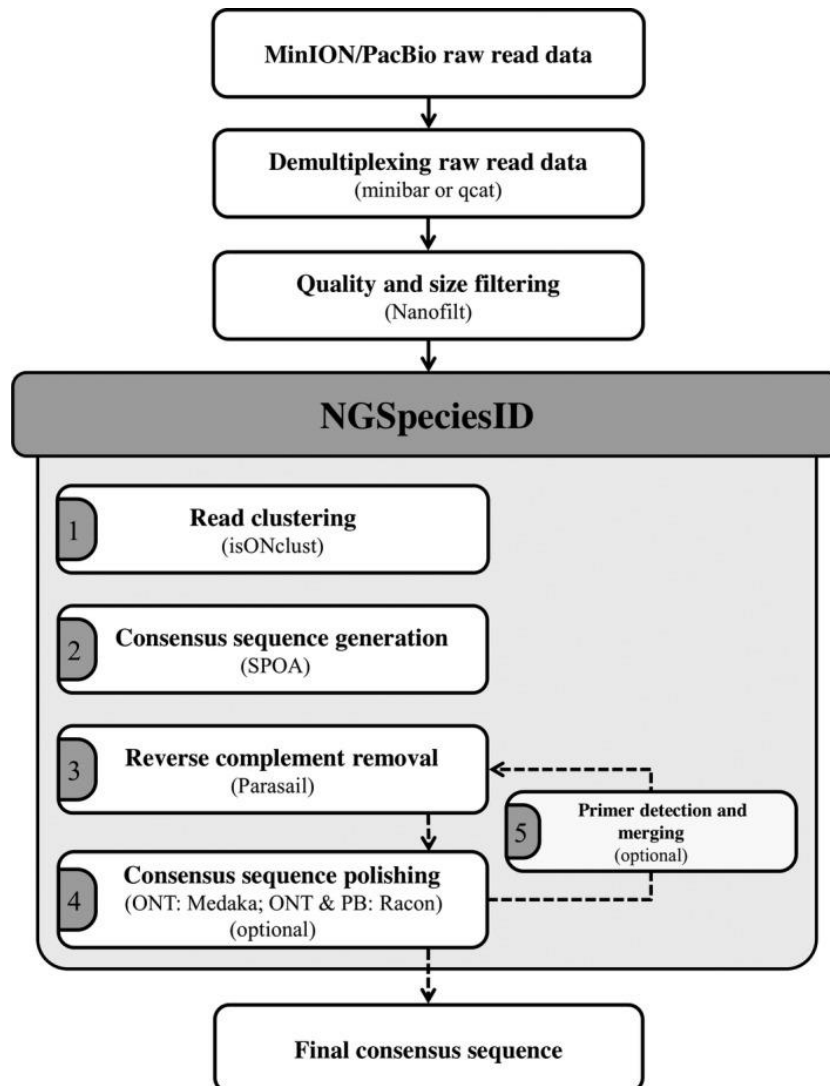 MinION/PacBio raw read data
Demultiplexing raw read data
(minibar or qcat)
Quality and size filtering
(Nanofilt)
NGSpeciesID
1
Read clustering
(isONclust)
2
Consensus sequence generation
(SPOA)
3
Reverse complement removal
(Parasail)
4
Consensus sequence polishing
(ONT: Medaka; ONT & PB: Racon)
(optional)
5
Primer detection and
merging
(optional)
Final consensus sequence